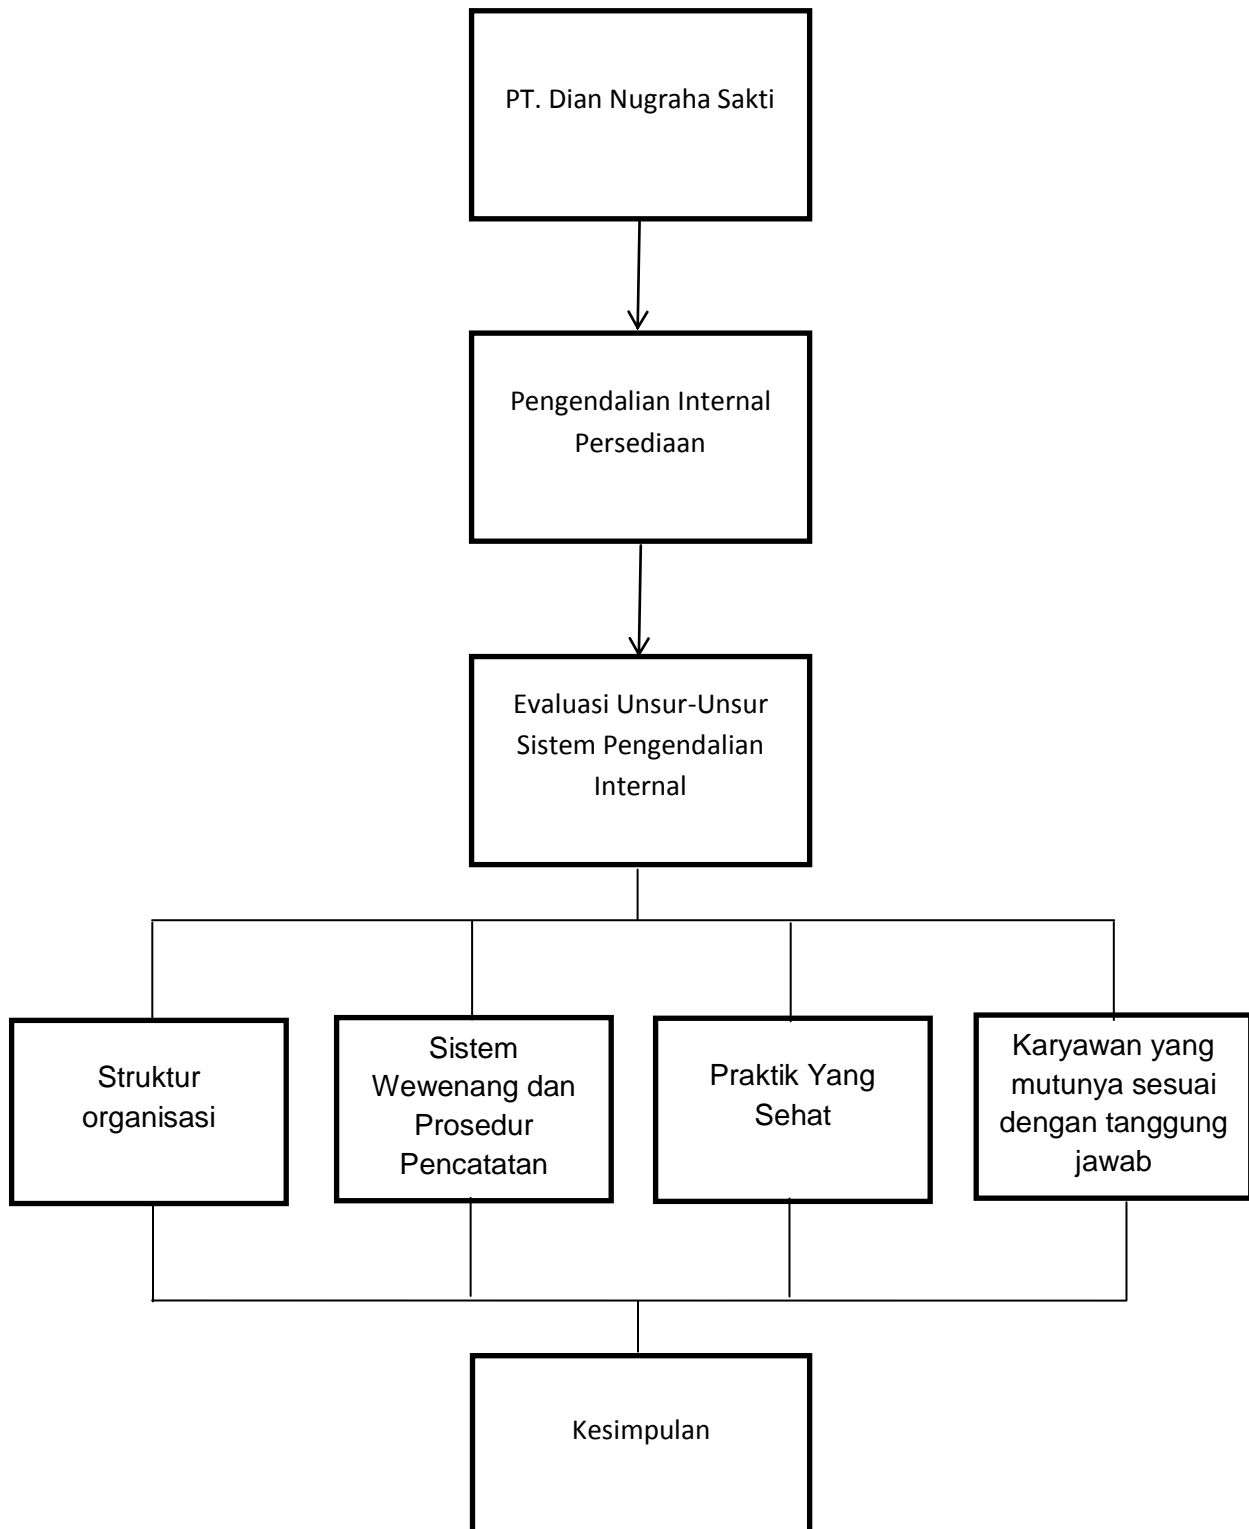 PT. Dian Nugraha Sakti
Pengendalian Internal
Persediaan
Evaluasi Unsur-Unsur
Sistem Pengendalian
Internal
Struktur
organisasi
Sistem
Wewenang dan
Prosedur
Pencatatan
Praktik Yang
Sehat
Karyawan yang
mutunya sesuai
dengan tanggung
jawab
Kesimpulan